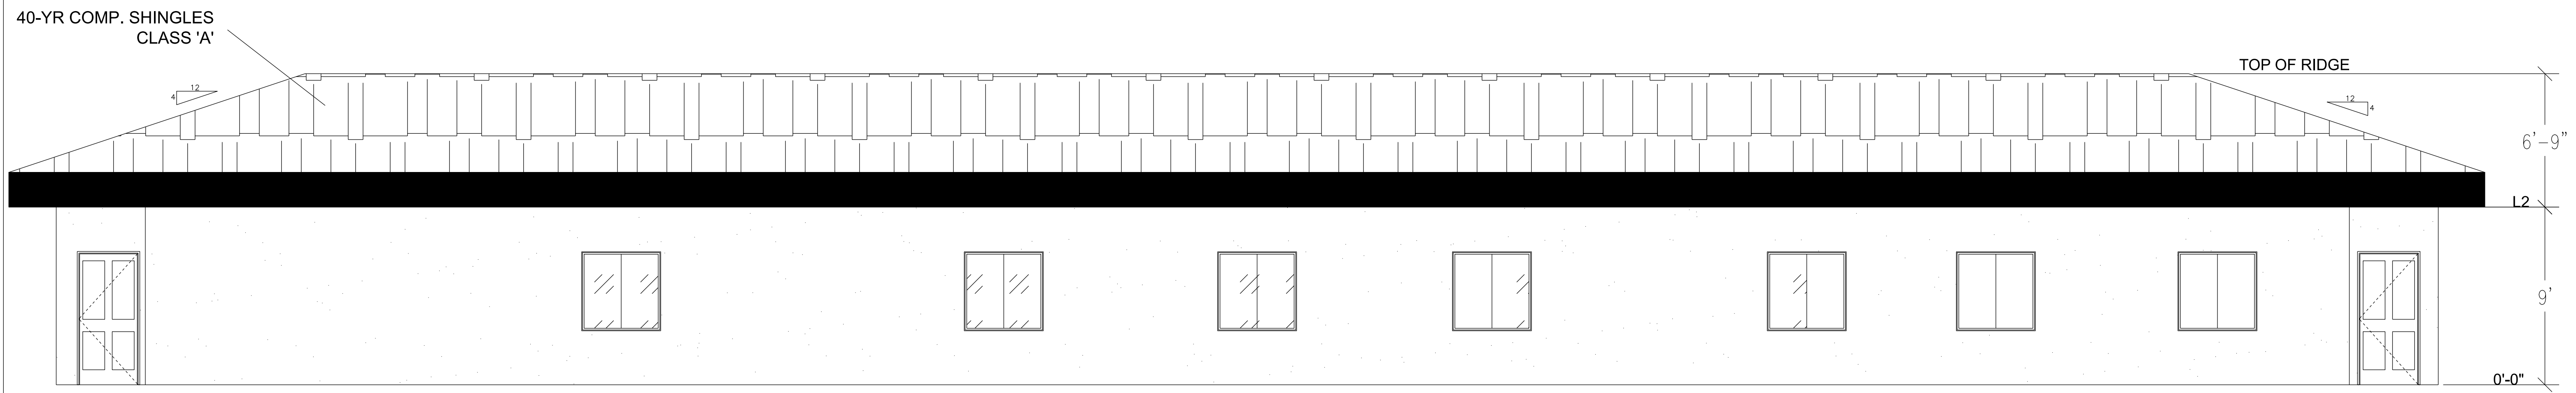 40-YR COMP. SHINGLES
CLASS 'A'
12
4
TOP OF RIDGE
12
4
6'-9"
L2
9'
0'-0"